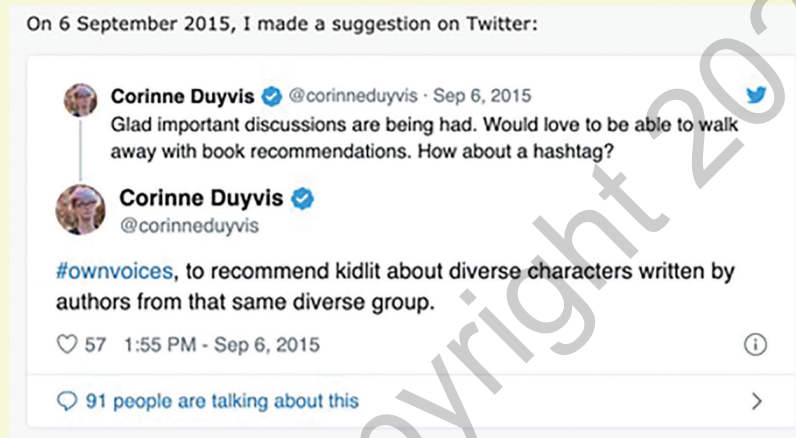 On 6 September 2015, I made a suggestion on Twitter:
Corinne Duyvis @corinneduyvis · Sep 6, 2015
Glad important discussions are being had. Would love to be able to walk
away with book recommendations. How about a hashtag?
Corinne Duyvis
@corinneduyvis
#ownvoices, to recommend kidlit about diverse characters written by
authors from that same diverse group.
57 1:55 PM - Sep 6, 2015
91 people are talking about this